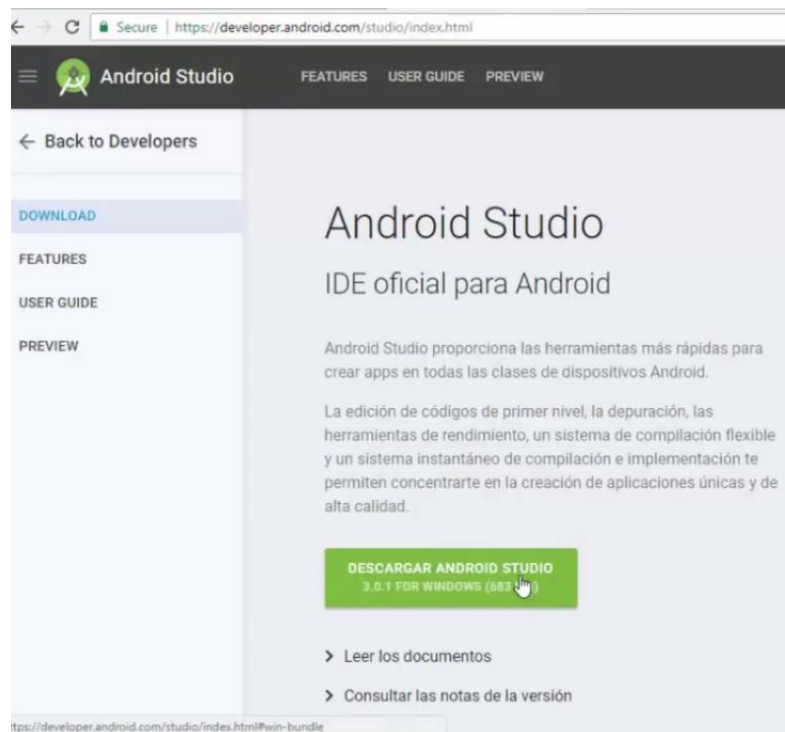 Secure | https://developer.android.com/studio/index.html
Android Studio
FEATURES USER GUIDE PREVIEW
Back to Developers
DOWNLOAD
FEATURES
USER GUIDE
PREVIEW
Android Studio
IDE oficial para Android
Android Studio proporciona las herramientas más rápidas para
crear apps en todas las clases de dispositivos Android.
La edición de códigos de primer nivel, la depuración, las
herramientas de rendimiento, un sistema de compilación flexible
y un sistema instantáneo de compilación e implementación te
permiten concentrarte en la creación de aplicaciones únicas y de
alta calidad.
DESCARGAR ANDROID STUDIO
3.0.1 FOR WINDOWS (683
Leer los documentos
Consultar las notas de la versión
ttps://developer.android.com/studio/index.html#win-bundle